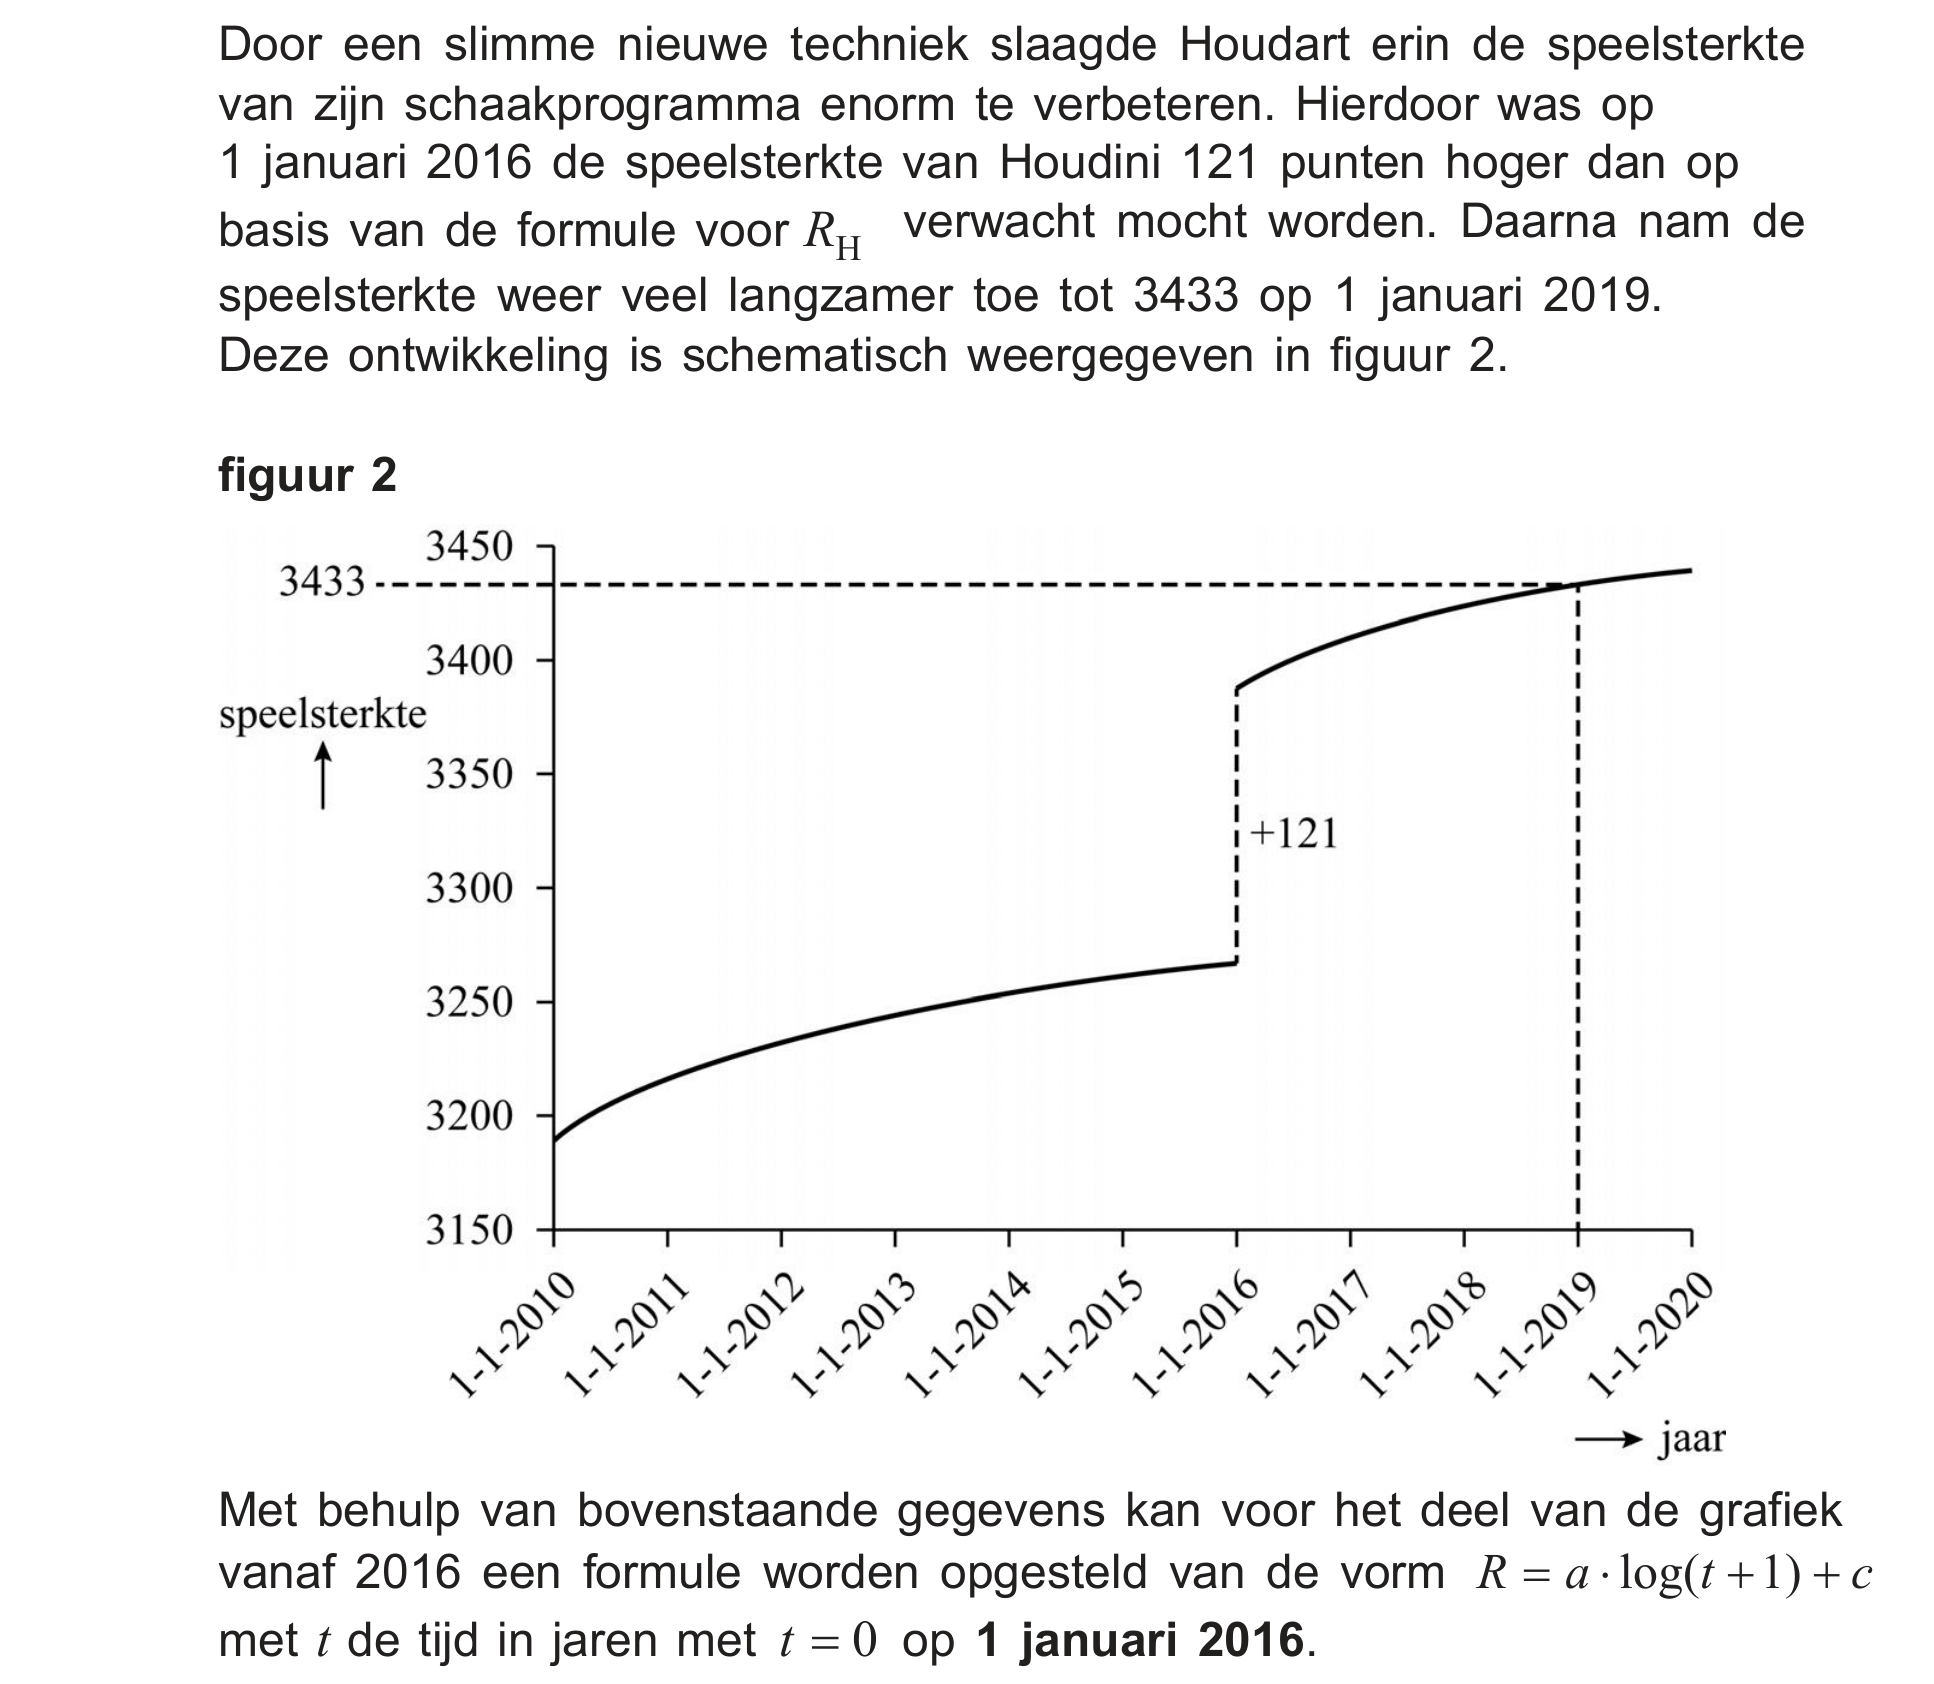 Door een slimme nieuwe techniek slaagde Houdart erin de speelsterkte
van zijn schaakprogramma enorm te verbeteren. Hierdoor was op
1 januari 2016 de speelsterkte van Houdini 121 punten hoger dan op
basis van de formule voor R_H verwacht mocht worden. Daarna nam de
speelsterkte weer veel langzamer toe tot 3433 op 1 januari 2019.
Deze ontwikkeling is schematisch weergegeven in figuur 2.
figuur 2
3450
3433
3400
speelsterkte
3350
+121
3300
3250
3200
3150
1-1-2010
1-1-2011
1-1-2012
1-1-2013
1-1-2014
1-1-2015
1-1-2016
1-1-2017
1-1-2018
1-1-2019
1-1-2020
jaar
Met behulp van bovenstaande gegevens kan voor het deel van de grafiek
vanaf 2016 een formule worden opgesteld van de vorm R = a · log(t + 1) + c
met t de tijd in jaren met t = 0 op 1 januari 2016.